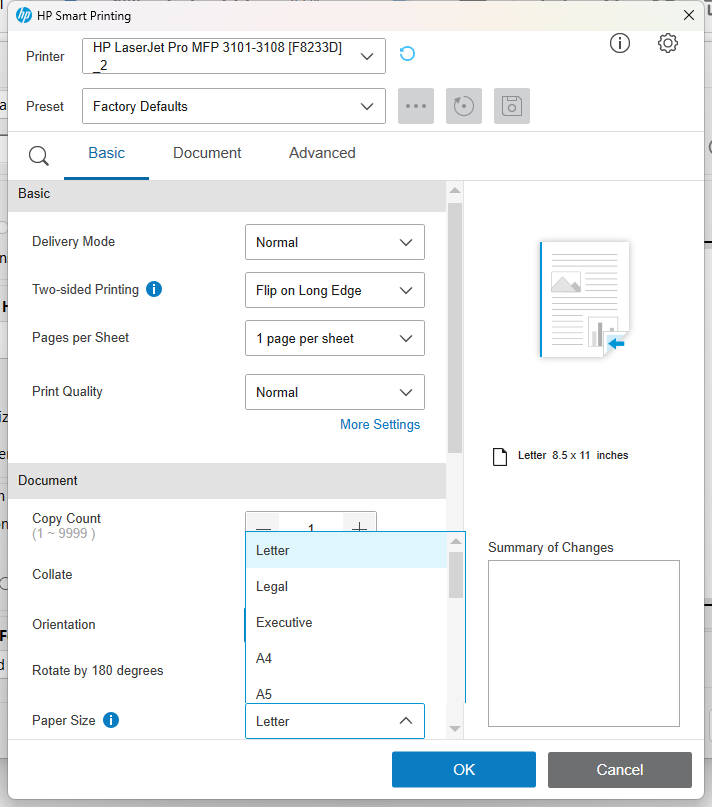 HP Smart Printing
Printer
HP LaserJet Pro MFP 3101-3108 [F8233D]
_2
Preset
Factory Defaults
Basic
Document
Advanced
Basic
Delivery Mode
Normal
Two-sided Printing
Flip on Long Edge
Pages per Sheet
1 page per sheet
Print Quality
Normal
More Settings
Letter 8.5 x 11 inches
Document
Copy Count
(1 ~ 9999 )
1
Collate
Orientation
Rotate by 180 degrees
Letter
Legal
Executive
A4
A5
Paper Size
Letter
Summary of Changes
OK
Cancel